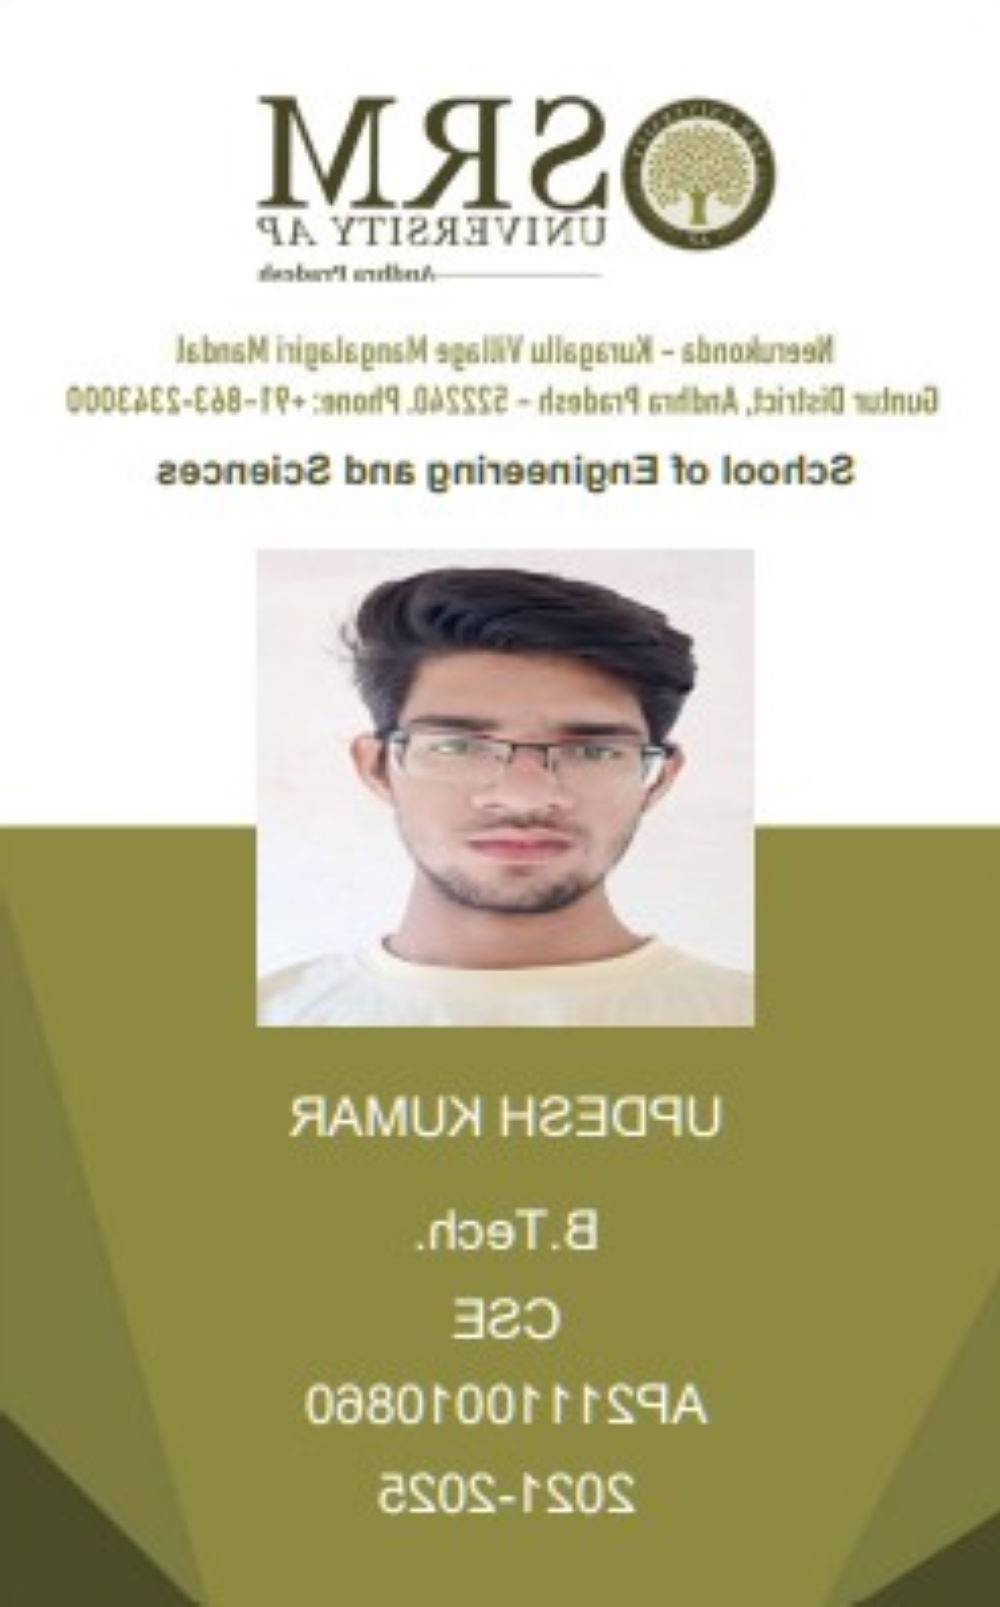 SRM
UNIVERSITY AP
Andhra Pradesh
Neerukonda - Kuragallu Village Mangalagiri Mandal
Guntur District, Andhra Pradesh - 522240. Phone: +91-863-2343000
School of Engineering and Sciences
UPDESH KUMAR
B.Tech.
CSE
AP21110010860
2021-2025